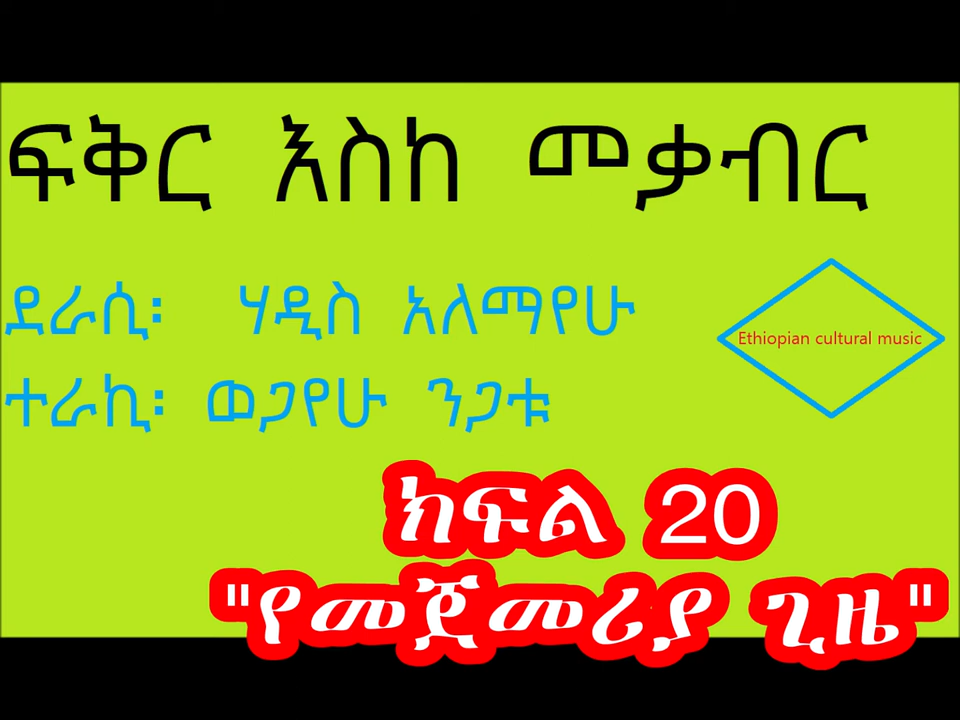 ፍቅር እስከ መቃብር
ደራሲ፡ ሃዲስ አለማየሁ
Ethiopian cultural music
ተራኪ፡ ወጋየሁ ንጋቱ
ክፍል 20
"የመጀመሪያ ጊዜ"